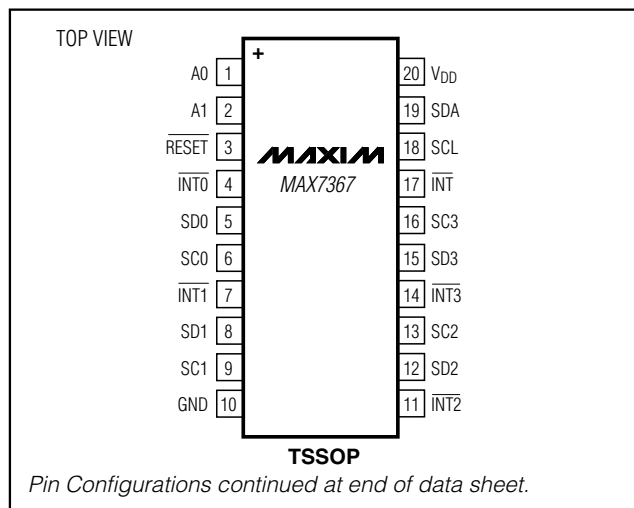 TOP VIEW
+
A0 1 20 VDD
A1 2 19 SDA
RESET 3 18 SCL
MAXIM
INT0 4 MAX7367 17 INT
SD0 5 16 SC3
SC0 6 15 SD3
INT1 7 14 INT3
SD1 8 13 SC2
SC1 9 12 SD2
GND 10 11 INT2
TSSOP
Pin Configurations continued at end of data sheet.